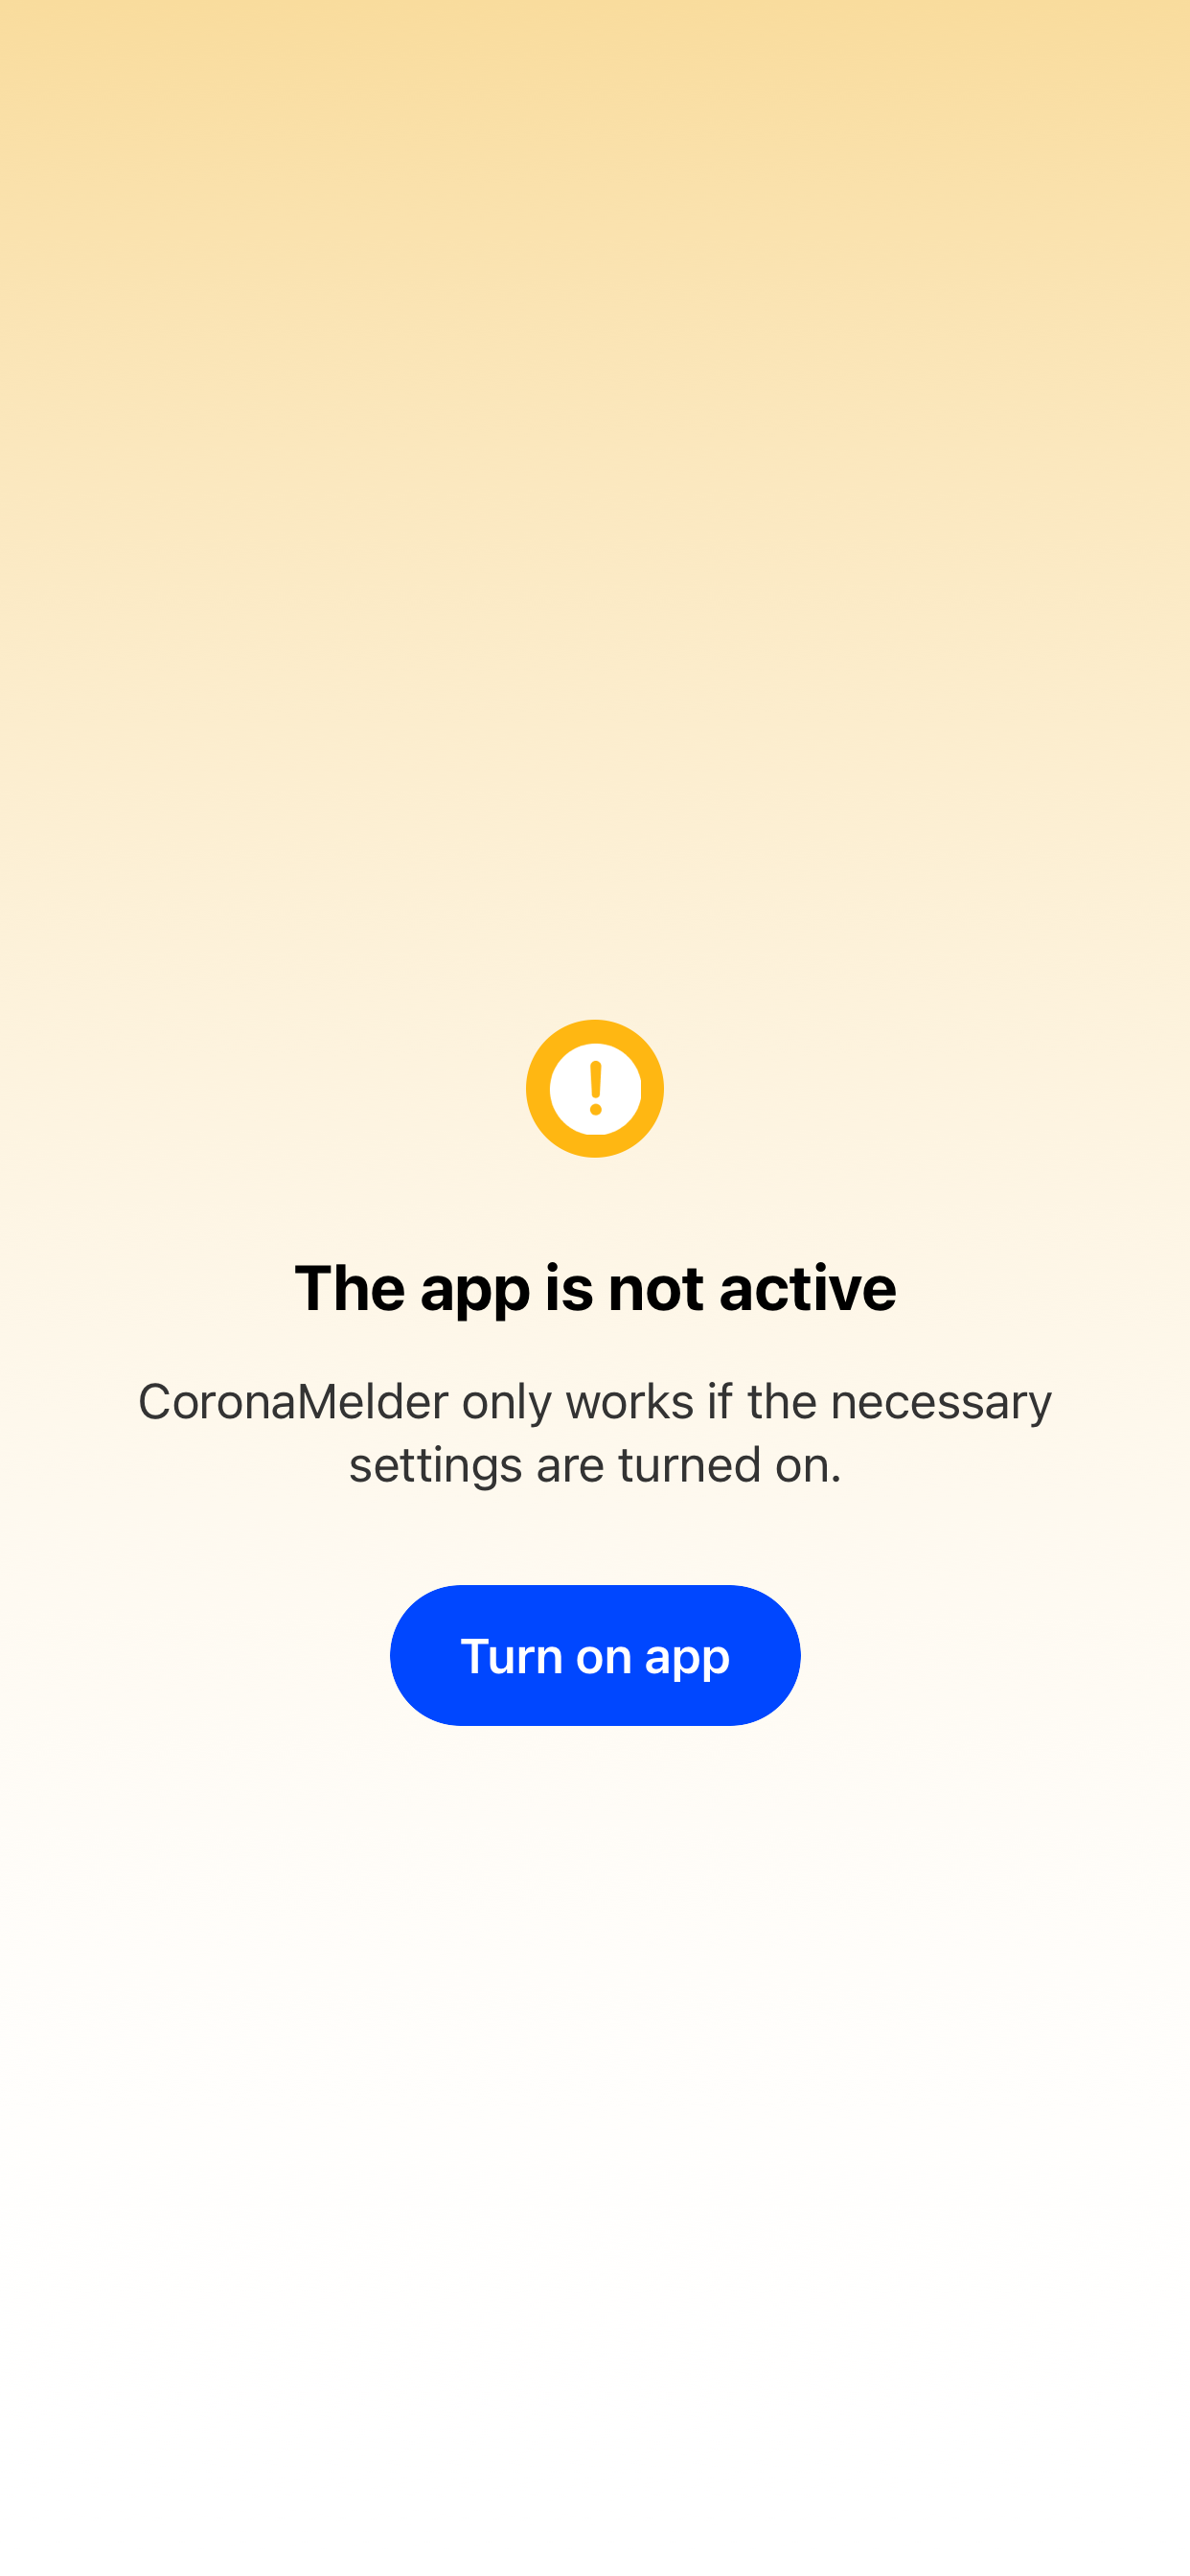 The app is not active
CoronaMelder only works if the necessary
settings are turned on.
Turn on app